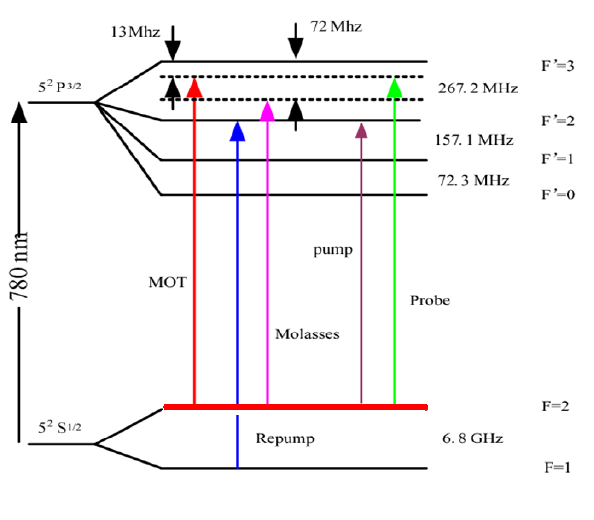 13Mhz
72 Mhz
F’=3
5² P3/2
267. 2 MHz
F’=2
157. 1 MHz
F’=1
72. 3 MHz
F’=0
780 nm
pump
MOT
Probe
Molasses
F=2
5² S1/2
Repump
6. 8 GHz
F=1